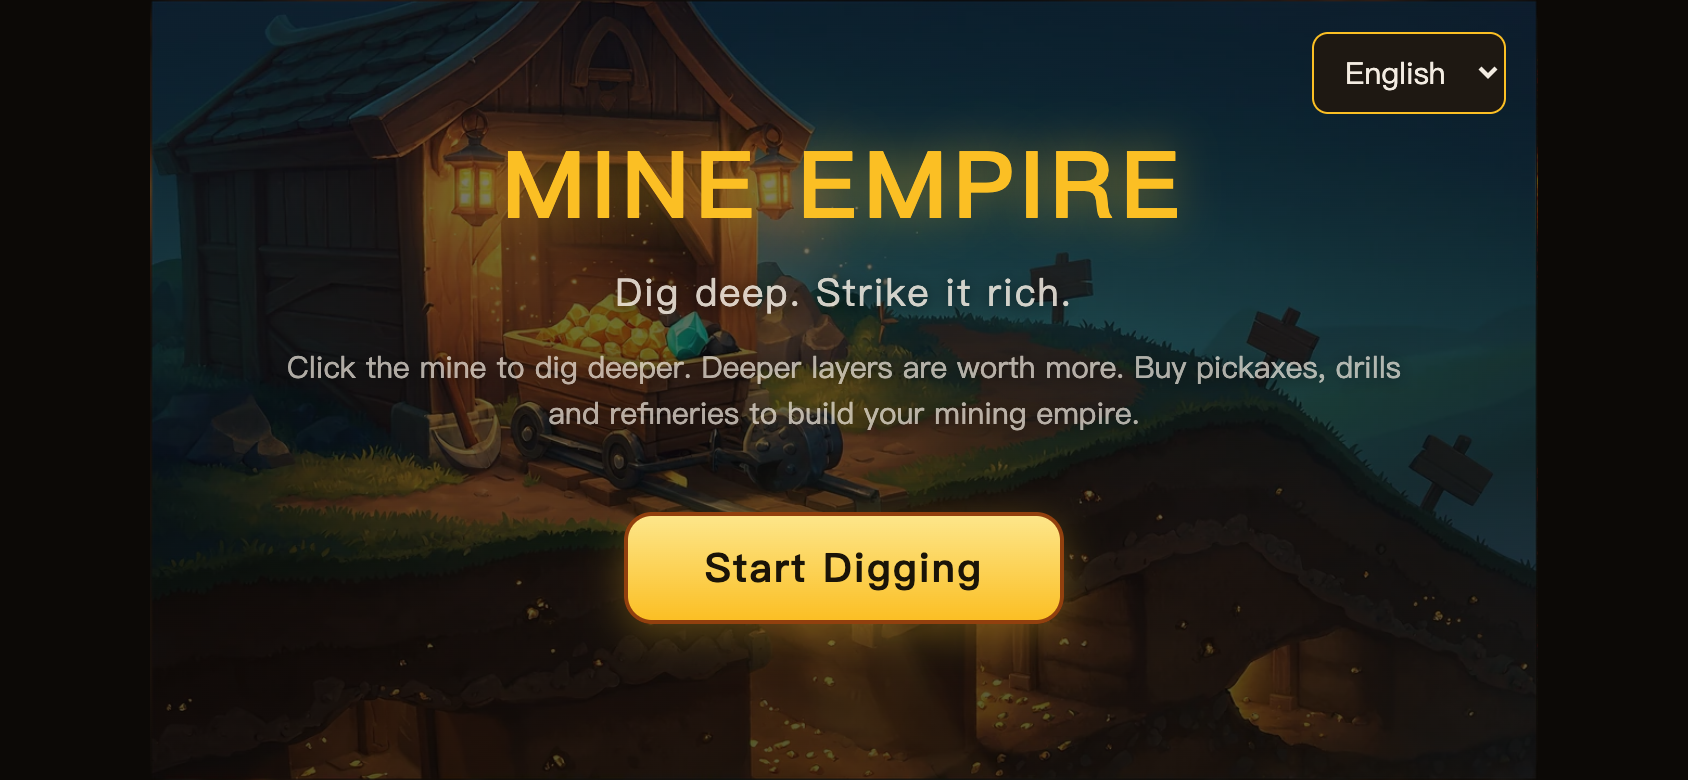 English
MINE EMPIRE
Dig deep. Strike it rich.
Click the mine to dig deeper. Deeper layers are worth more. Buy pickaxes, drills
and refineries to build your mining empire.
Start Digging